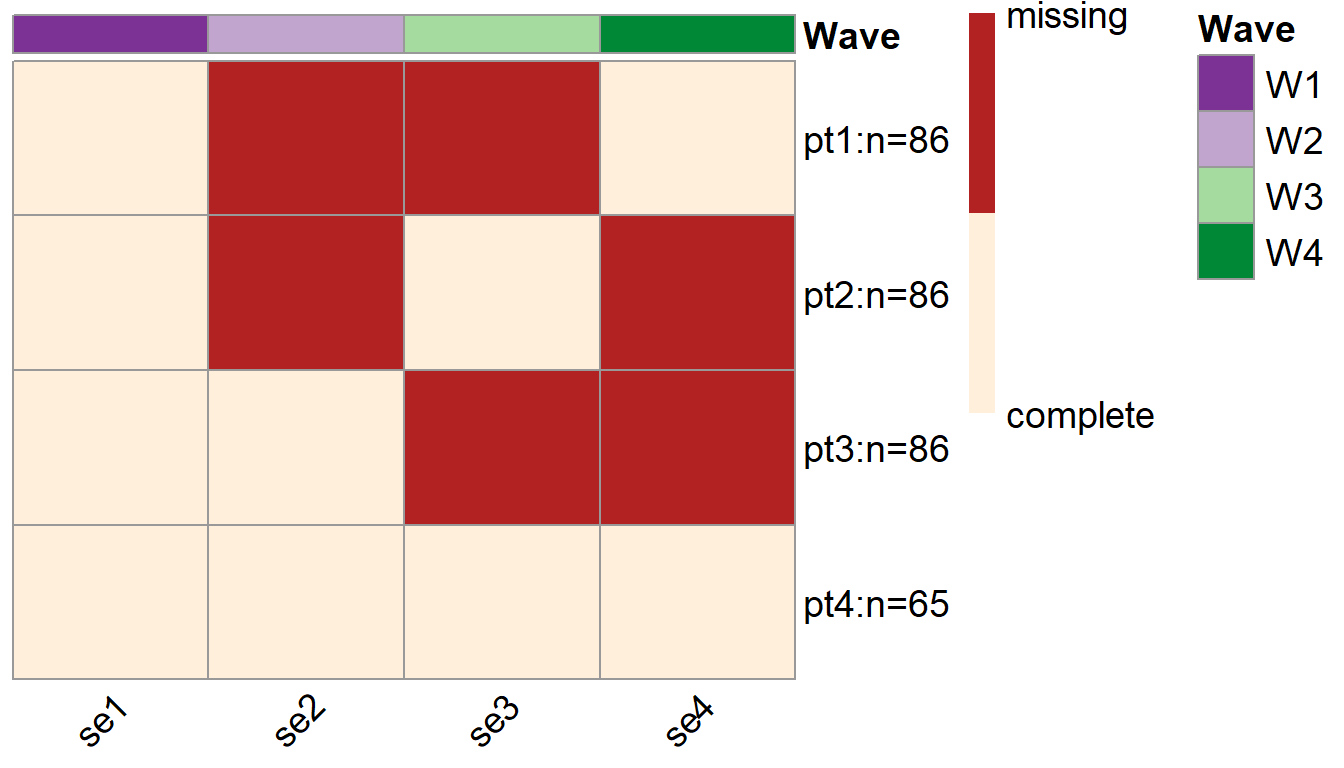 missing
Wave
Wave
W1
W2
W3
W4
pt1:n=86
pt2:n=86
pt3:n=86
pt4:n=65
complete
se1
se2
se3
se4